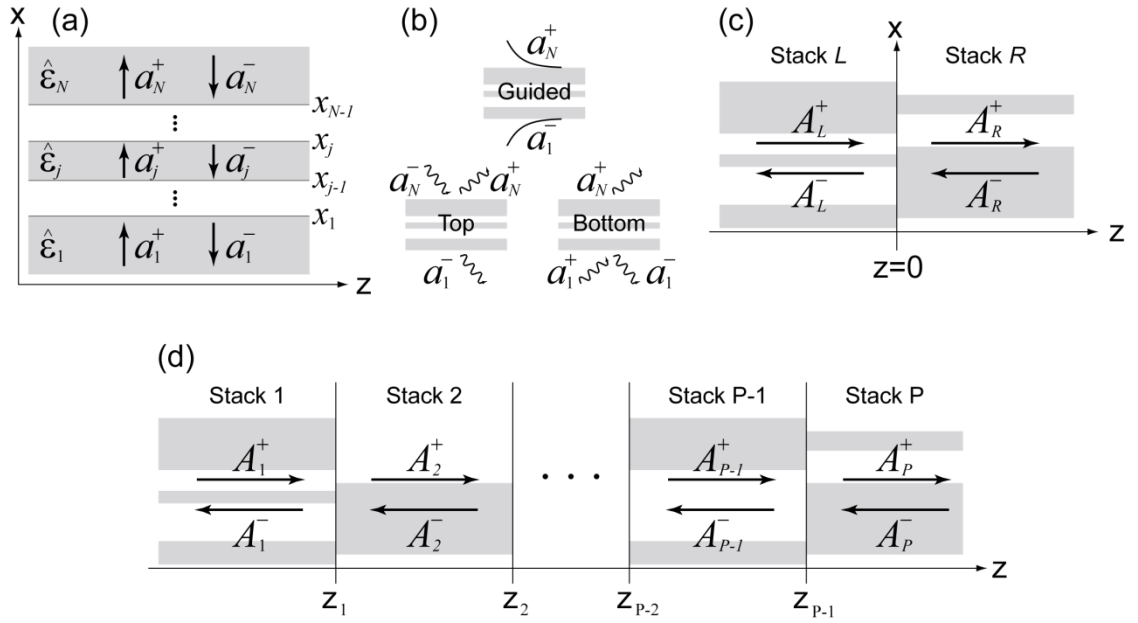 (a)
x
ε̂_N a_N^+ a_N^-
x_{N-1}
⋮
x_j
ε̂_j a_j^+ a_j^-
x_{j-1}
⋮
x_1
ε̂_1 a_1^+ a_1^-
z
(b)
a_N^+
Guided
a_1^-
a_N^- a_N^+ a_N^+
Top Bottom
a_1^- a_1^+ a_1^-
(c)
x
Stack L Stack R
A_L^+ A_R^+
A_L^- A_R^-
z
z=0
(d)
Stack 1 Stack 2 Stack P-1 Stack P
A_1^+ A_2^+ · · · A_{P-1}^+ A_P^+
A_1^- A_2^- A_{P-1}^- A_P^-
z
z_1 z_2 z_{P-2} z_{P-1}